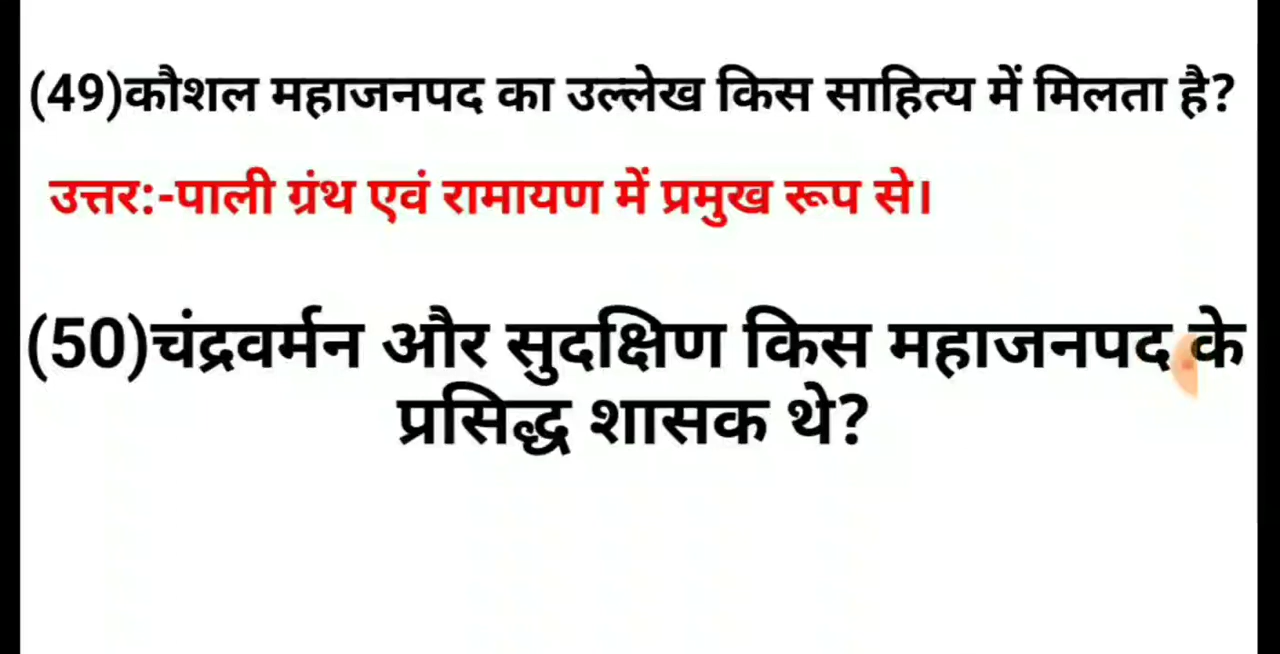 (49)कौशल महाजनपद का उल्लेख किस साहित्य में मिलता है?
उत्तर:-पाली ग्रंथ एवं रामायण में प्रमुख रूप से।
(50)चंद्रवर्मन और सुदक्षिण किस महाजनपद के
प्रसिद्ध शासक थे?